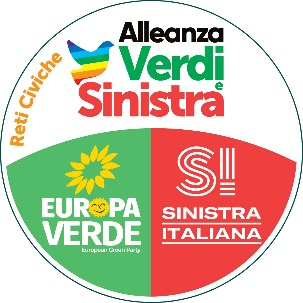 Reti Civiche
Alleanza
Verdi
e
Sinistra
EUROPA
VERDE
European Green Party
SI
SINISTRA
ITALIANA